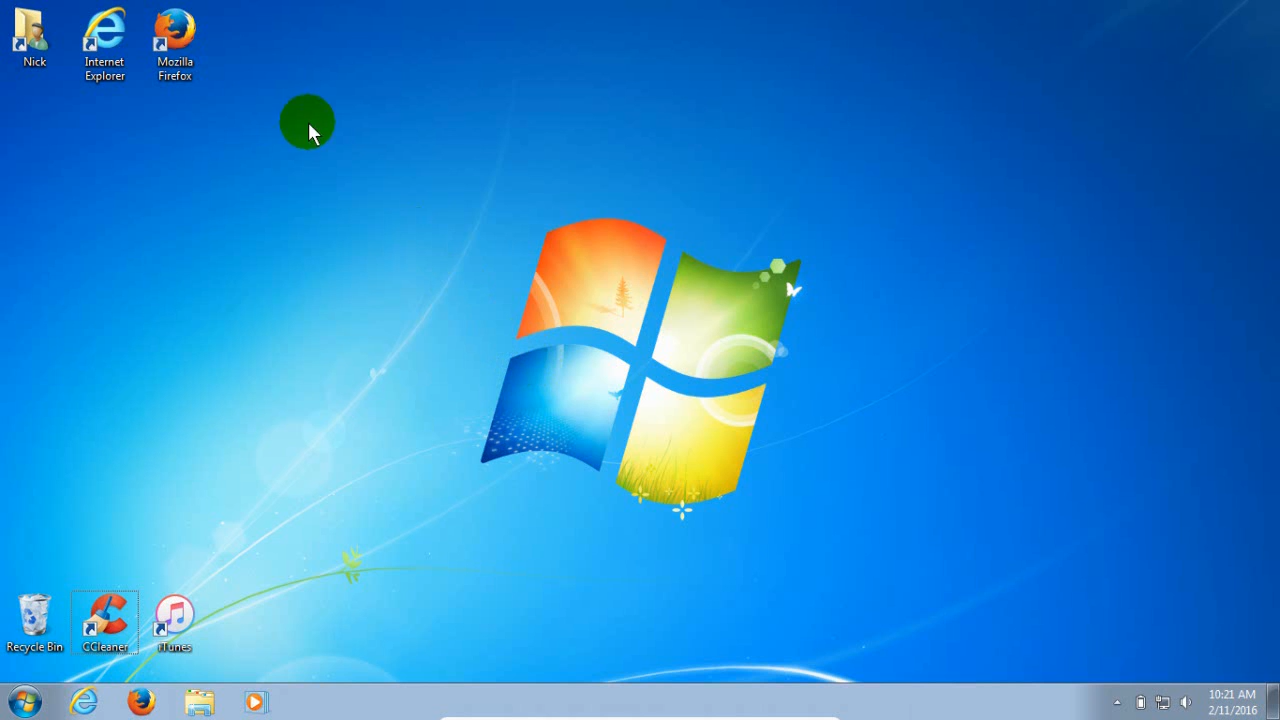 Nick
Internet
Explorer
Mozilla
Firefox
Recycle Bin
CCleaner
iTunes
10:21 AM
2/11/2016